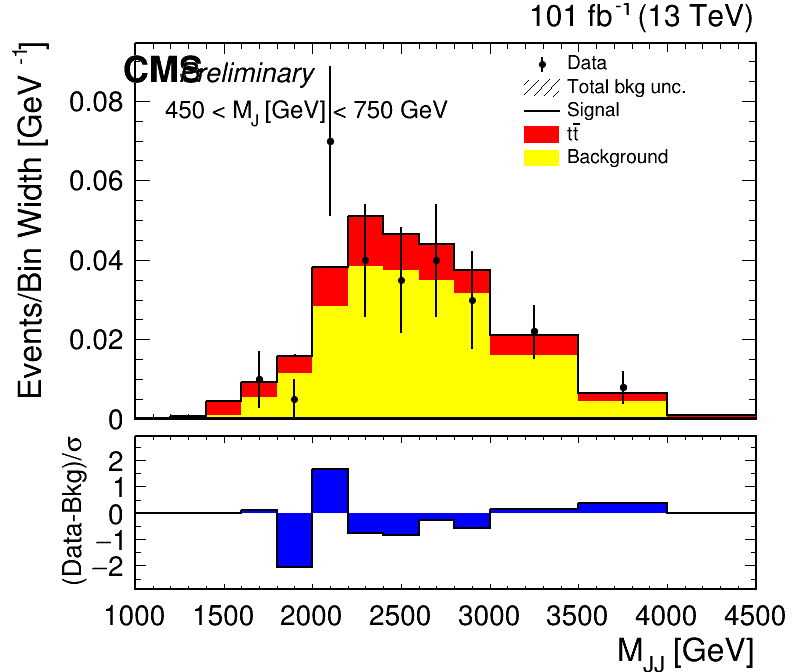 101 fb⁻¹ (13 TeV)
CMS Preliminary
450 < M_J [GeV] < 750 GeV
Data
Total bkg unc.
Signal
tt̄
Background
Events/Bin Width [GeV⁻¹]
0.08
0.06
0.04
0.02
0
(Data-Bkg)/σ
2
1
0
−1
−2
1000 1500 2000 2500 3000 3500 4000 4500
M_JJ [GeV]